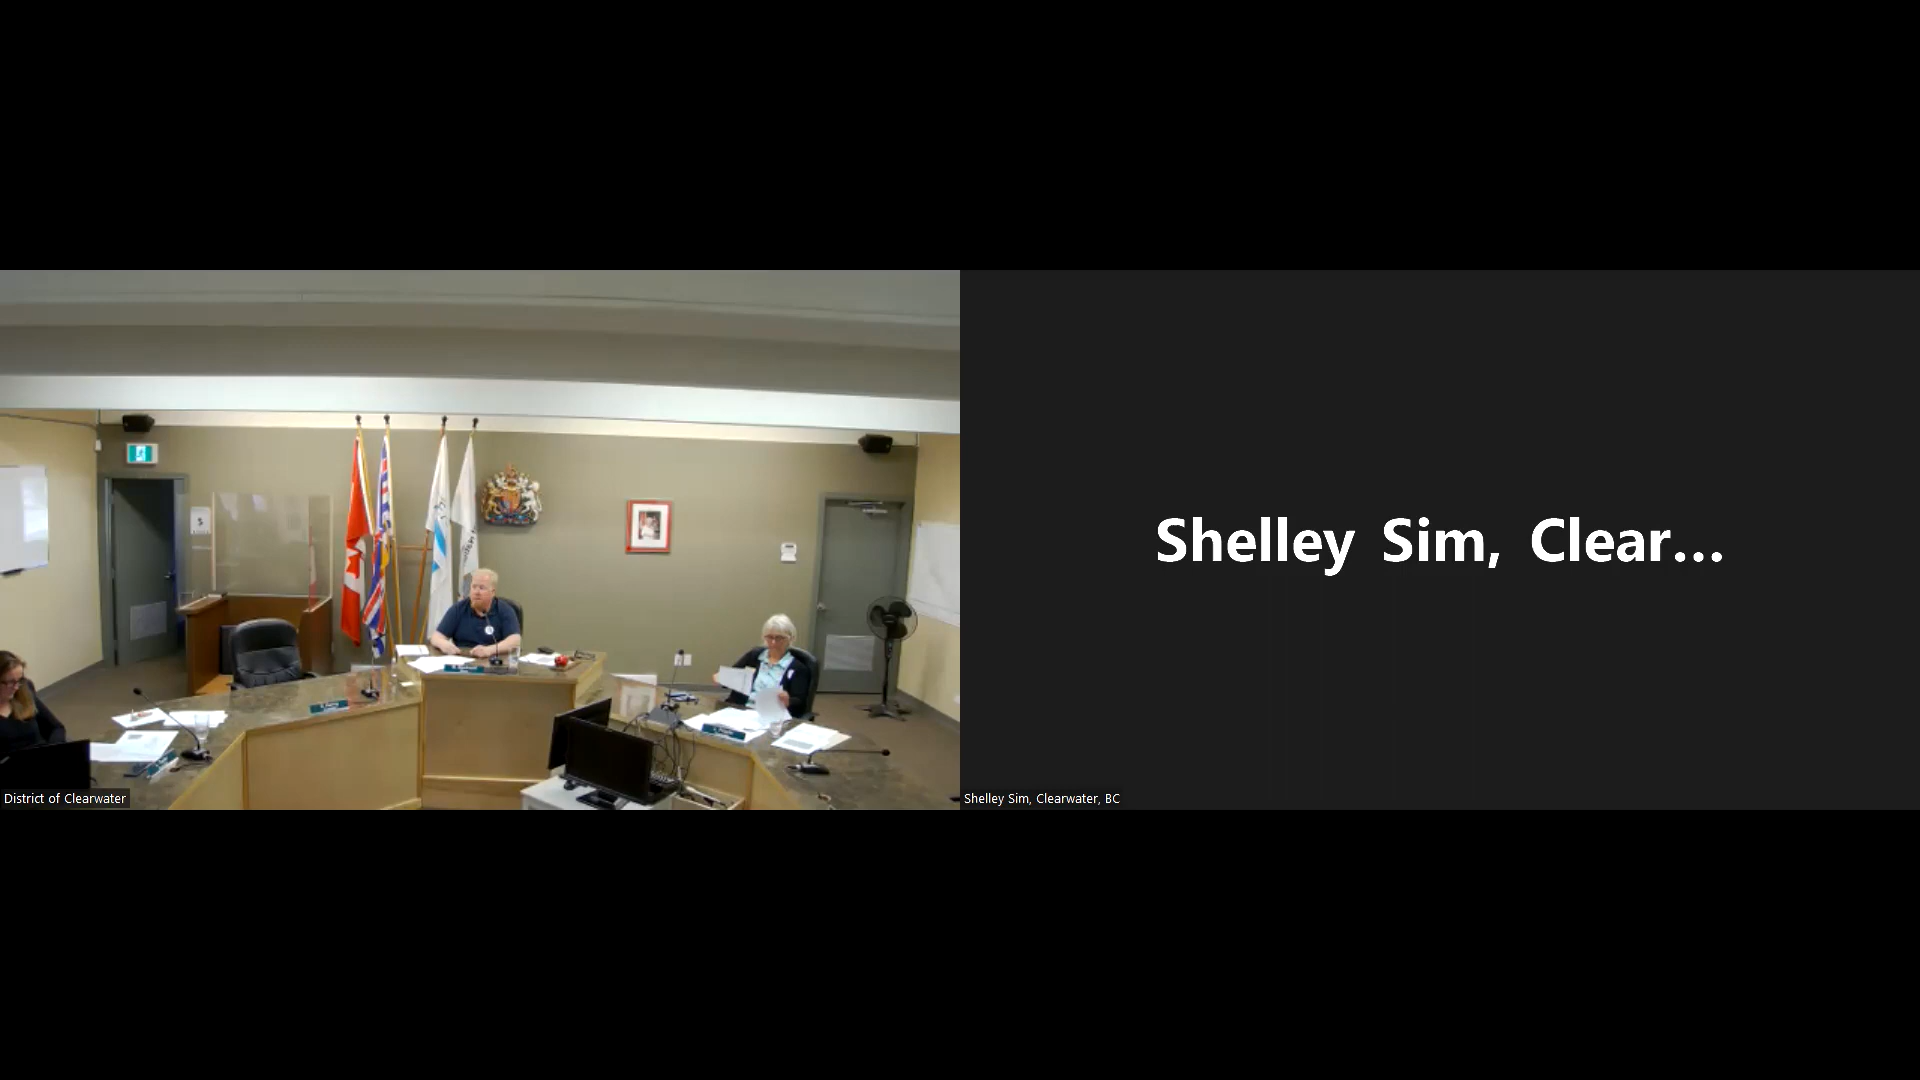 Shelley Sim, Clear...
District of Clearwater
Shelley Sim, Clearwater, BC